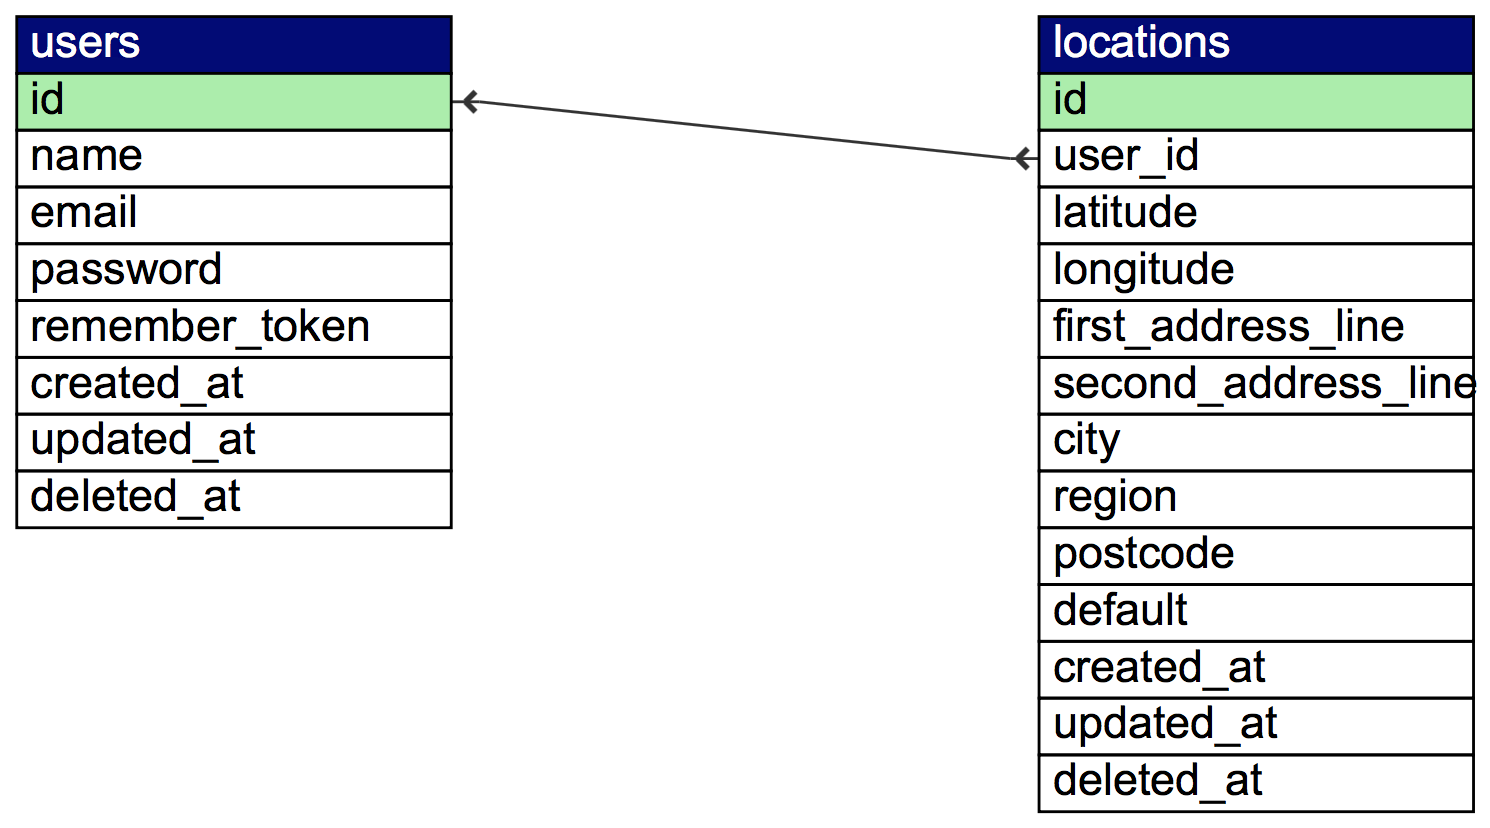 users
id
name
email
password
remember_token
created_at
updated_at
deleted_at
locations
id
user_id
latitude
longitude
first_address_line
second_address_line
city
region
postcode
default
created_at
updated_at
deleted_at